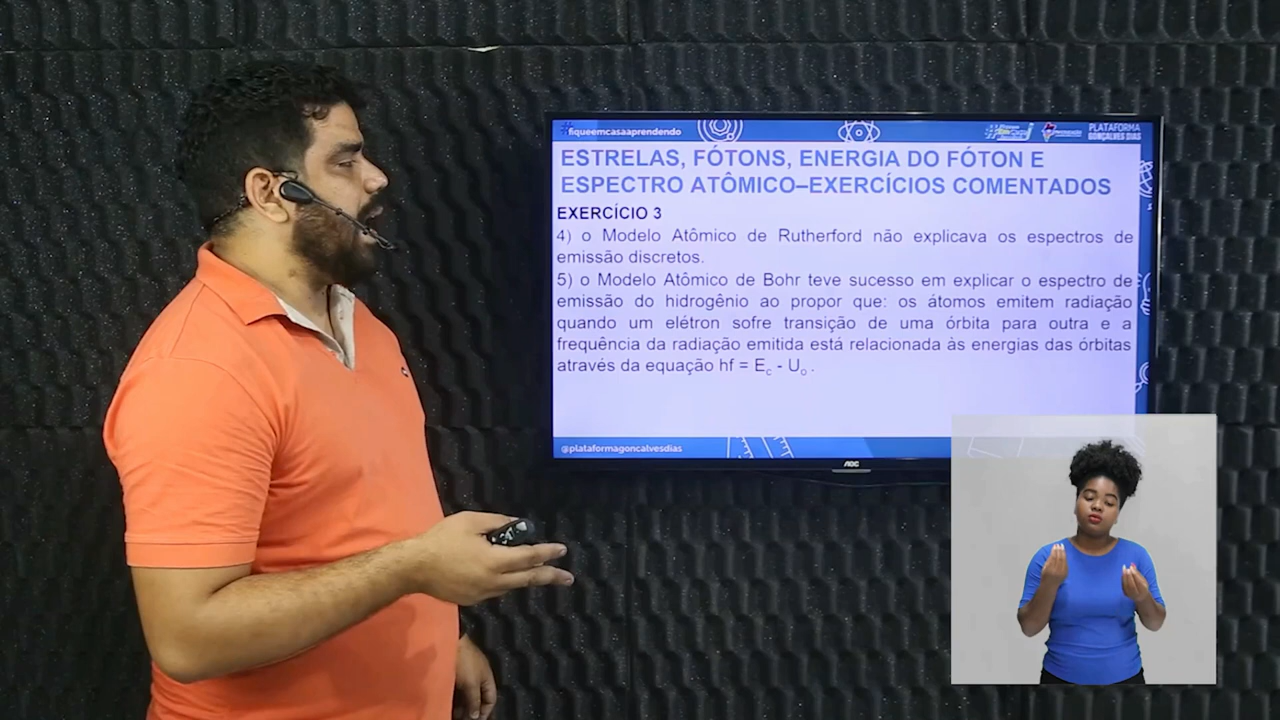 #fiqueemcasaaprendendo
PLATAFORMA
GONÇALVES DIAS
ESTRELAS, FÓTONS, ENERGIA DO FÓTON E
ESPECTRO ATÔMICO–EXERCÍCIOS COMENTADOS
EXERCÍCIO 3
4) o Modelo Atômico de Rutherford não explicava os espectros de
emissão discretos.
5) o Modelo Atômico de Bohr teve sucesso em explicar o espectro de
emissão do hidrogênio ao propor que: os átomos emitem radiação
quando um elétron sofre transição de uma órbita para outra e a
frequência da radiação emitida está relacionada às energias das órbitas
através da equação hf = Ec - Uo .
@plataformagoncalvesdias
AOC